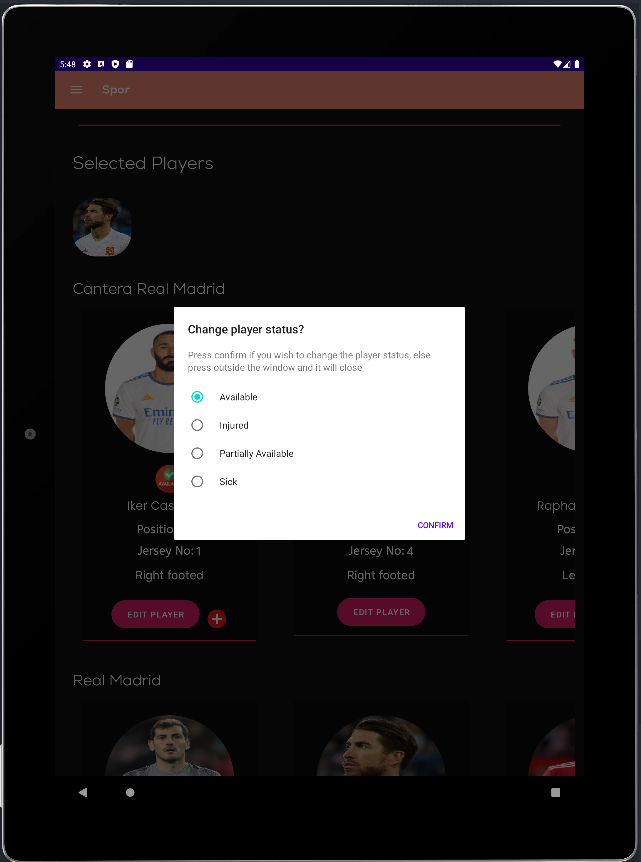 5:48
Spor
Selected Players
Cantera Real Madrid
Change player status?
Press confirm if you wish to change the player status, else
press outside the window and it will close
Available
Injured
Partially Available
Sick
CONFIRM
Iker Cas
Positio
Jersey No: 1
Right footed
EDIT PLAYER
Jersey No: 4
Right footed
EDIT PLAYER
Rapha
Pos
Jer
Le
EDIT
Real Madrid